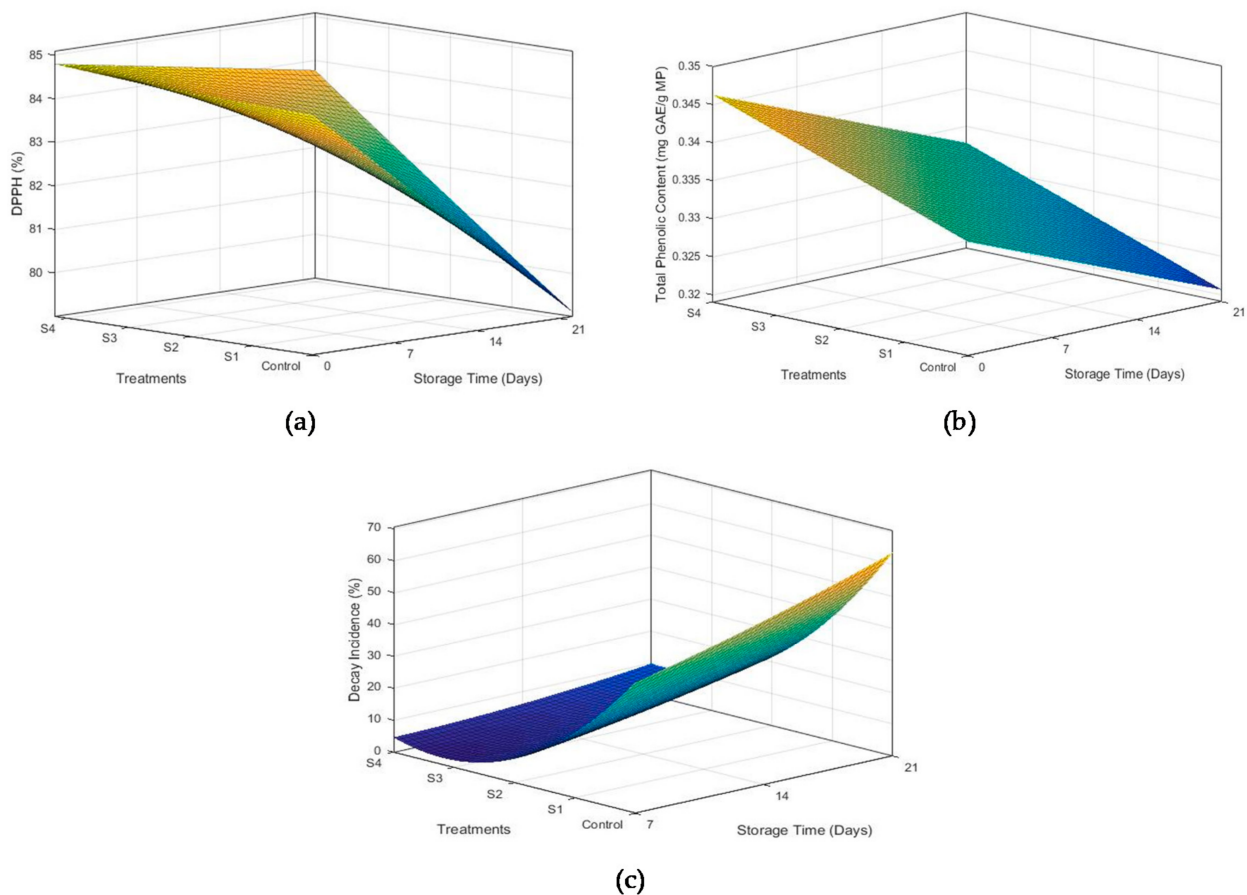 85
84
83
82
81
80
DPPH (%)
S4
S3
S2
S1
Control
0
7
14
21
Treatments
Storage Time (Days)
(a)
0.35
0.345
0.34
0.335
0.33
0.325
0.32
Total Phenolic Content (mg GAE/g MP)
S4
S3
S2
S1
Control
0
7
14
21
Treatments
Storage Time (Days)
(b)
70
60
50
40
30
20
10
0
Decay Incidence (%)
S4
S3
S2
S1
Control
7
14
21
Treatments
Storage Time (Days)
(c)